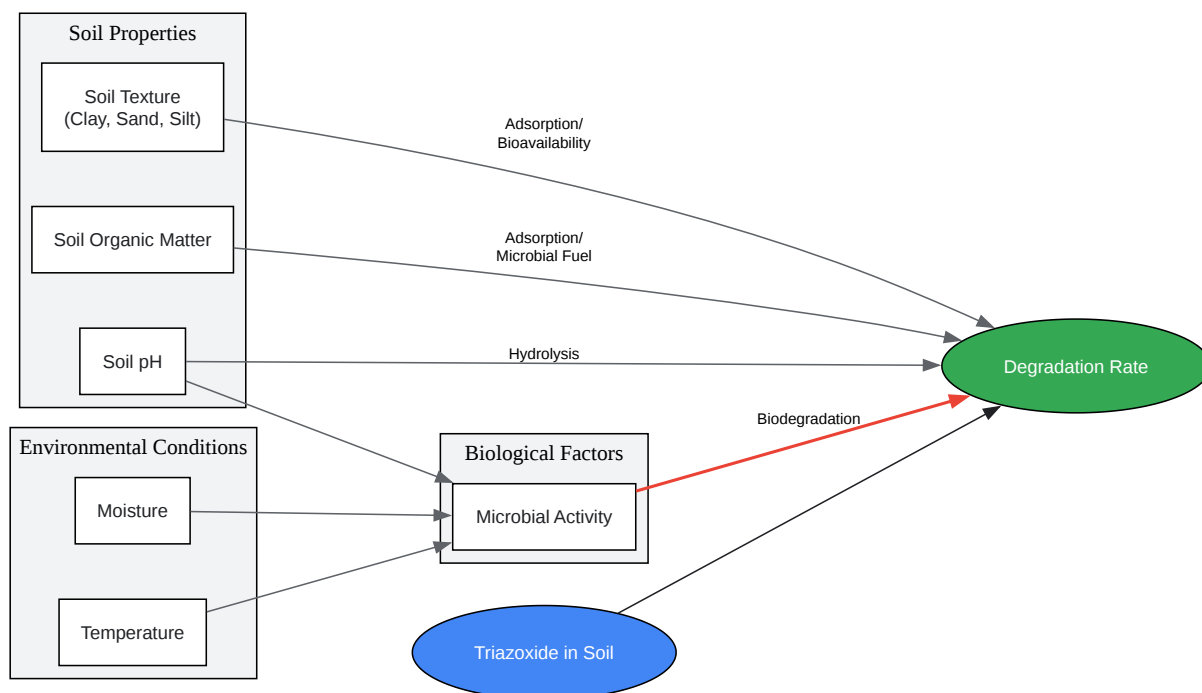 Soil Properties
Soil Texture
(Clay, Sand, Silt)
Adsorption/
Bioavailability
Soil Organic Matter
Adsorption/
Microbial Fuel
Soil pH
Hydrolysis
Degradation Rate
Environmental Conditions
Moisture
Temperature
Biological Factors
Microbial Activity
Biodegradation
Triazoxide in Soil